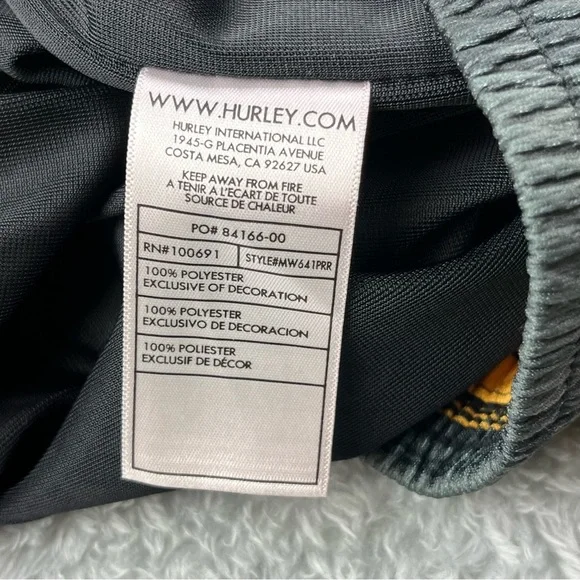 WWW.HURLEY.COM
HURLEY INTERNATIONAL LLC
1945-G PLACENTIA AVENUE
COSTA MESA, CA 92627 USA
KEEP AWAY FROM FIRE
A TENIR A L'ECART DE TOUTE
SOURCE DE CHALEUR
PO# 84166-00
RN#100691 STYLE#MW641PRR
100% POLYESTER
EXCLUSIVE OF DECORATION
100% POLYESTER
EXCLUSIVO DE DECORACION
100% POLIESTER
EXCLUSIF DE DÉCOR